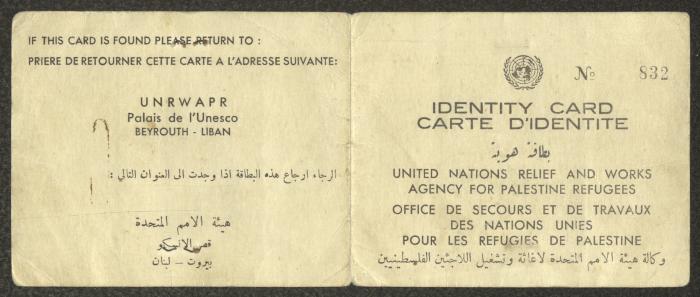 IF THIS CARD IS FOUND PLEASE RETURN TO :
PRIERE DE RETOURNER CETTE CARTE A L'ADRESSE SUIVANTE:
UNRWAPR
Palais de l'Unesco
BEYROUTH - LIBAN
الرجاء ارجاع هذه البطاقة اذا وجدت الى العنوان التالي :
هيئة الامم المتحدة
قصر الانيسكو
بيروت - لبنان
No 832
IDENTITY CARD
CARTE D'IDENTITE
بطاقة هوية
UNITED NATIONS RELIEF AND WORKS
AGENCY FOR PALESTINE REFUGEES
OFFICE DE SECOURS ET DE TRAVAUX
DES NATIONS UNIES
POUR LES REFUGIES DE PALESTINE
وكالة هيئة الامم المتحدة لاغاثة وتشغيل اللاجئين الفلسطينيين